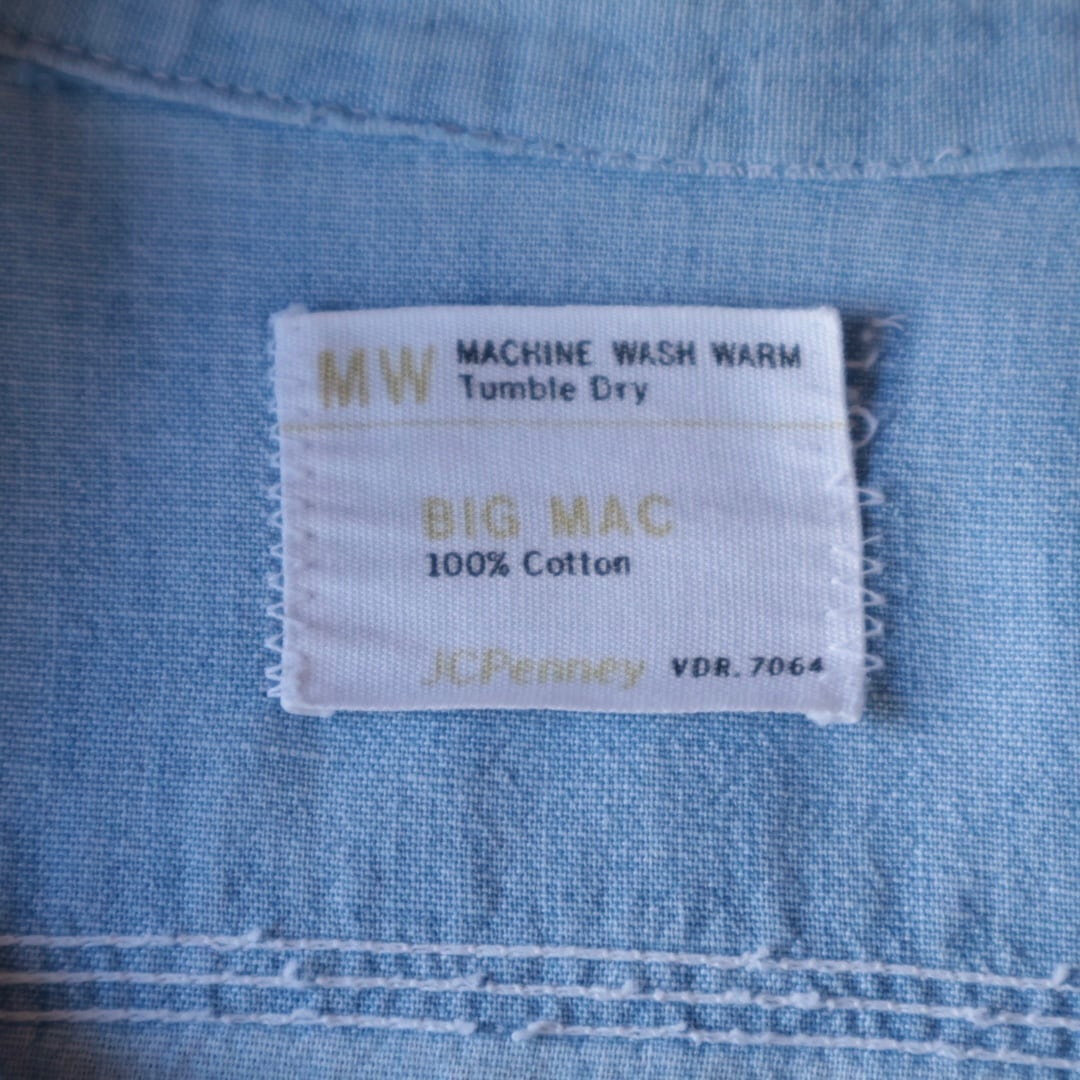 MW MACHINE WASH WARM
Tumble Dry
BIG MAC
100% Cotton
JCPenney VDR. 7064